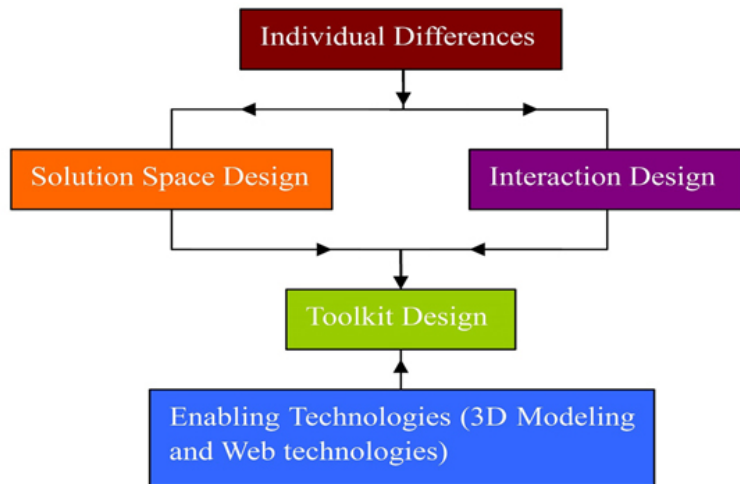 Individual Differences
Solution Space Design
Interaction Design
Toolkit Design
Enabling Technologies (3D Modeling
and Web technologies)